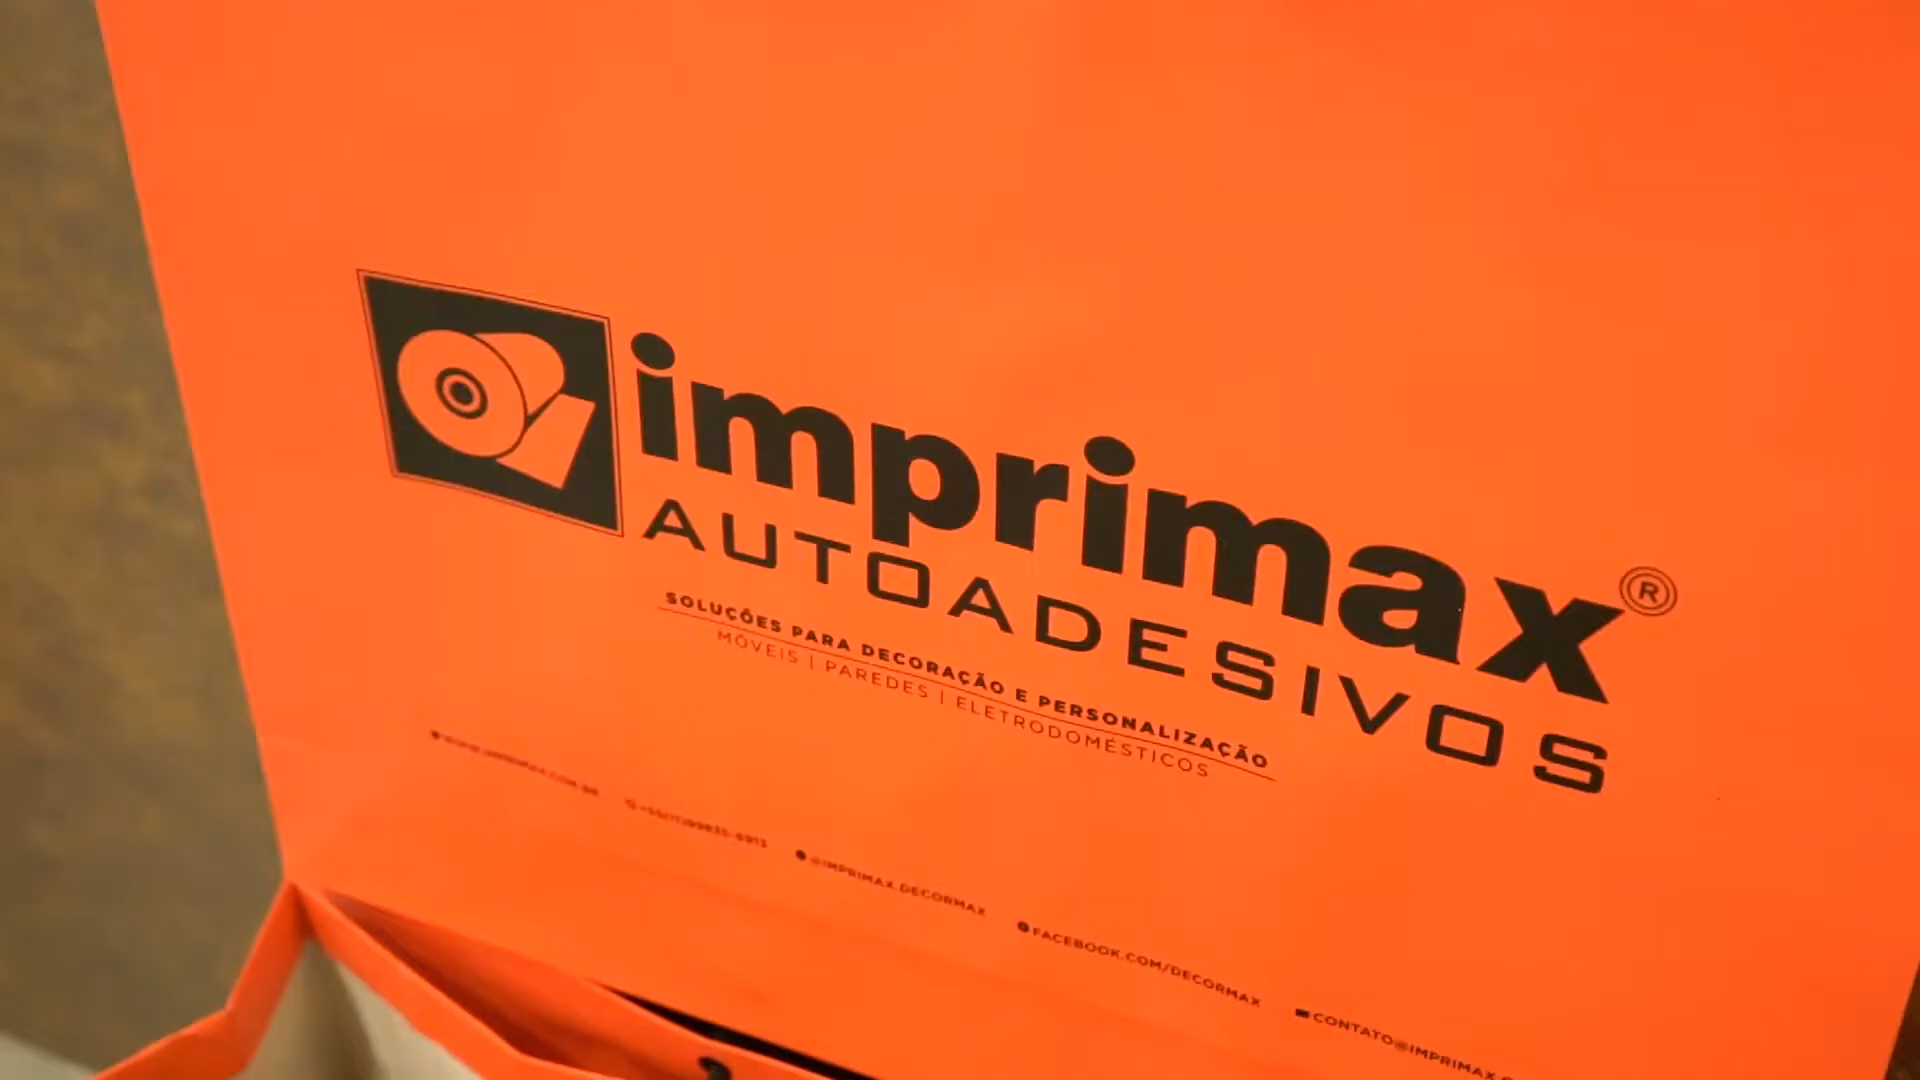 imprimax®
AUTOADESIVOS
SOLUÇÕES PARA DECORAÇÃO E PERSONALIZAÇÃO
MÓVEIS | PAREDES | ELETRODOMÉSTICOS
@IMPRIMAX.DECORMAX
FACEBOOK.COM/DECORMAX
CONTATO@IMPRIMAX.